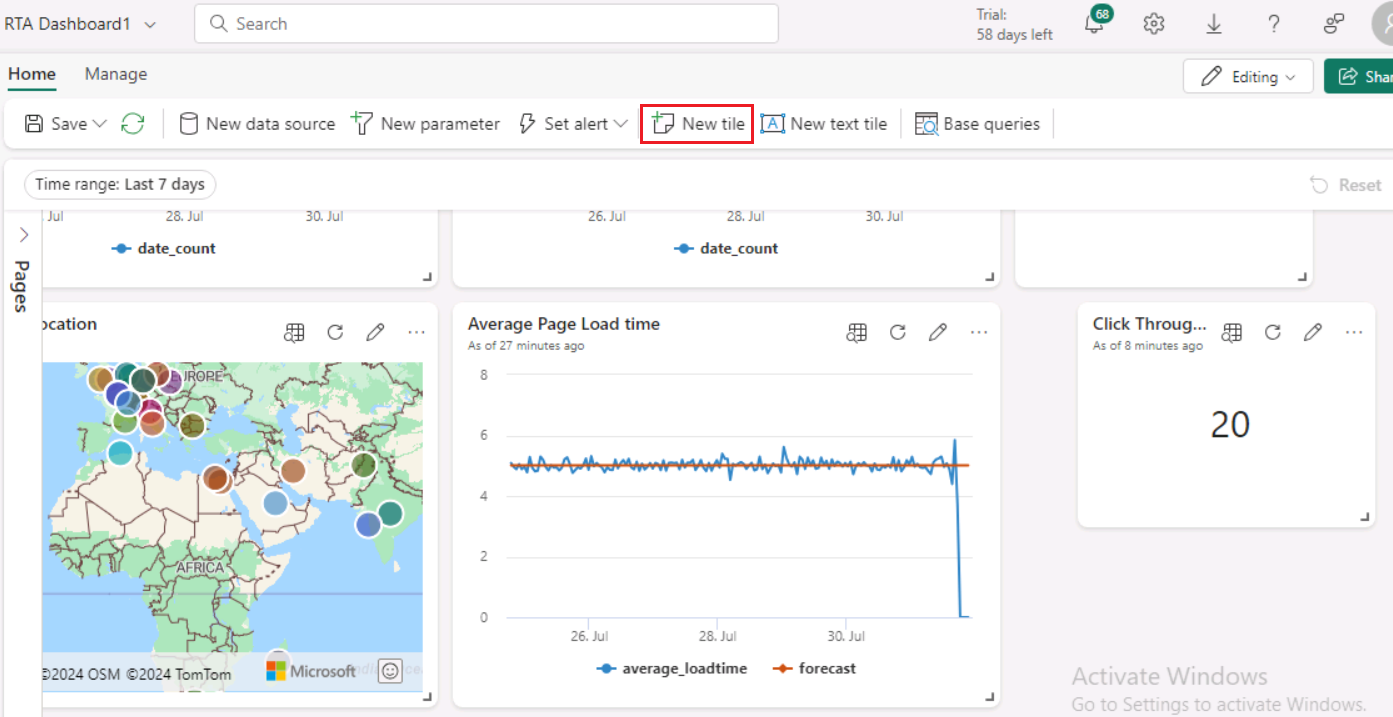 RTA Dashboard1
Search
Trial:
58 days left
68
?
Home
Manage
Editing
Shar
Save
New data source
New parameter
Set alert
New tile
A
New text tile
Base queries
Time range: Last 7 days
Reset
Pages
. Jul
28. Jul
30. Jul
date_count
26. Jul
28. Jul
30. Jul
date_count
ocation
EUROPE
AFRICA
©2024 OSM ©2024 TomTom
Microsoft
Average Page Load time
As of 27 minutes ago
8
6
4
2
0
26. Jul
28. Jul
30. Jul
average_loadtime
forecast
Click Throug...
As of 8 minutes ago
20
Activate Windows
Go to Settings to activate Windows.